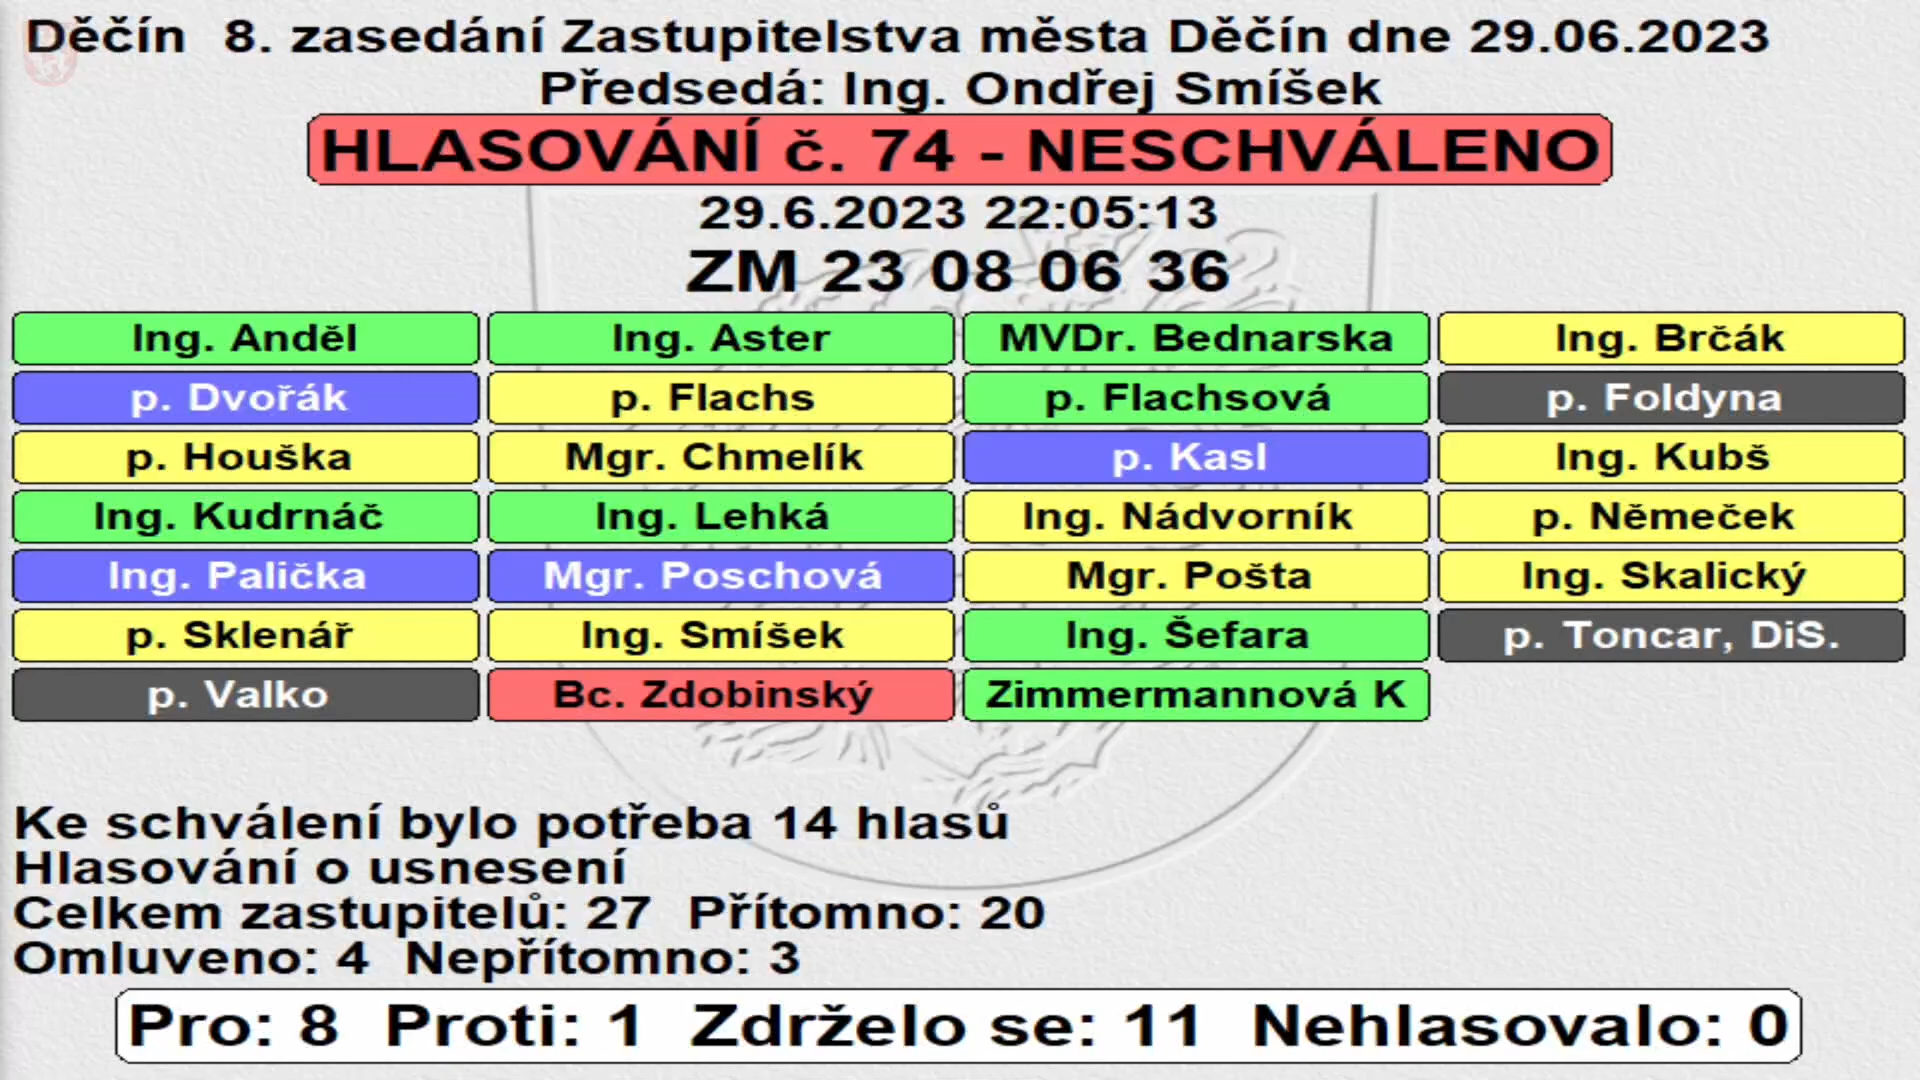 Děčín 8. zasedání Zastupitelstva města Děčín dne 29.06.2023
Předsedá: Ing. Ondřej Smíšek
HLASOVÁNÍ č. 74 - NESCHVÁLENO
29.6.2023 22:05:13
ZM 23 08 06 36
Ing. Anděl Ing. Aster MVDr. Bednarska Ing. Brčák
p. Dvořák p. Flachs p. Flachsová p. Foldyna
p. Houška Mgr. Chmelík p. Kasl Ing. Kubš
Ing. Kudrnáč Ing. Lehká Ing. Nádvorník p. Němeček
Ing. Palička Mgr. Poschová Mgr. Pošta Ing. Skalický
p. Sklenář Ing. Smíšek Ing. Šefara p. Toncar, DiS.
p. Valko Bc. Zdobinský Zimmermannová K
Ke schválení bylo potřeba 14 hlasů
Hlasování o usnesení
Celkem zastupitelů: 27 Přítomno: 20
Omluveno: 4 Nepřítomno: 3
Pro: 8 Proti: 1 Zdrželo se: 11 Nehlasovalo: 0